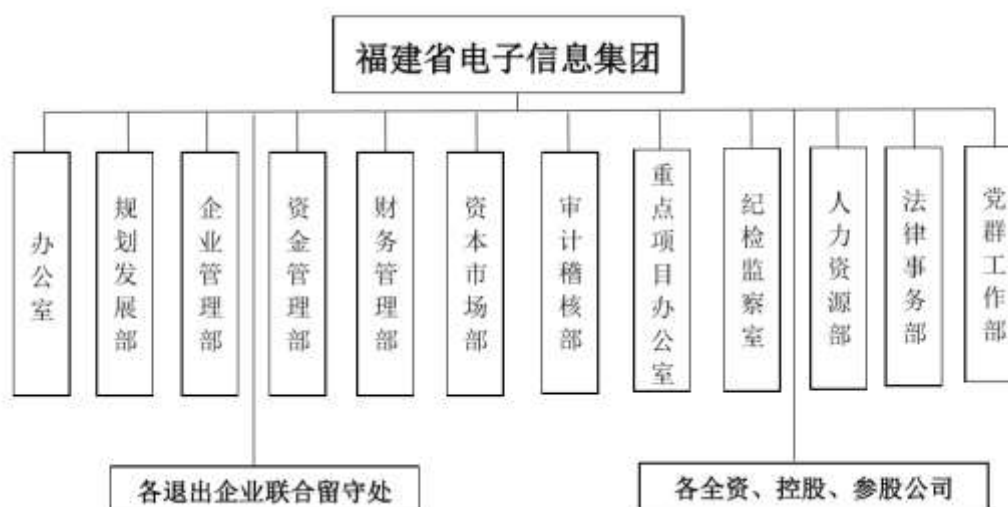 福建省电子信息集团
办公室
规划发展部
企业管理部
资金管理部
财务管理部
资本市场部
审计稽核部
重点项目办公室
纪检监察室
人力资源部
法律事务部
党群工作部
各退出企业联合留守处
各全资、控股、参股公司